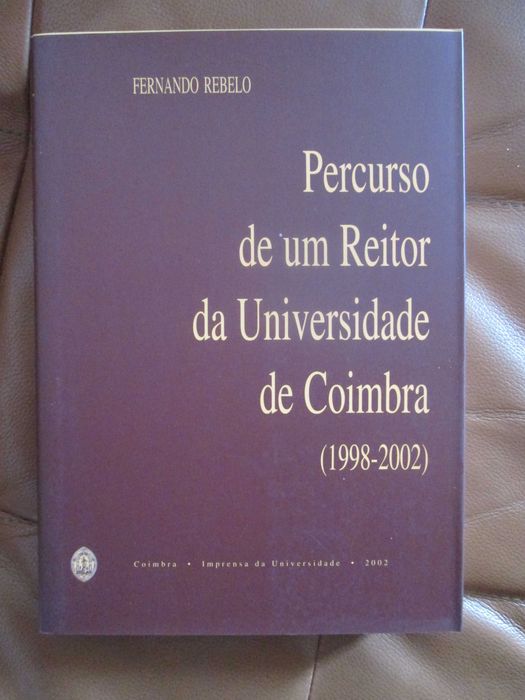 FERNANDO REBELO
Percurso
de um Reitor
da Universidade
de Coimbra
(1998-2002)
Coimbra • Imprensa da Universidade • 2002